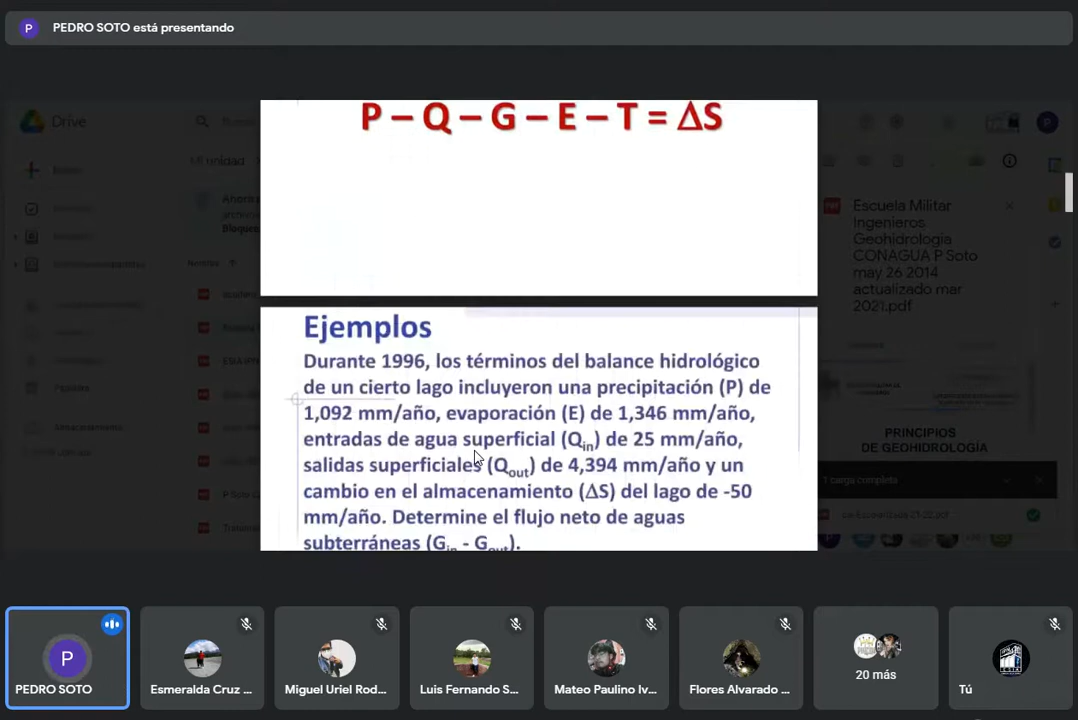 P
PEDRO SOTO está presentando
P – Q – G – E – T = ΔS
Drive
Mi unidad
Escuela Militar
Ingenieros
Geohidrologia
CONAGUA P Soto
may 26 2014
actualizado mar
2021.pdf
PRINCIPIOS
DE GEOHIDROLOGÍA
1 carga completa
Ejemplos
Durante 1996, los términos del balance hidrológico
de un cierto lago incluyeron una precipitación (P) de
1,092 mm/año, evaporación (E) de 1,346 mm/año,
entradas de agua superficial (Qin) de 25 mm/año,
salidas superficiales (Qout) de 4,394 mm/año y un
cambio en el almacenamiento (ΔS) del lago de -50
mm/año. Determine el flujo neto de aguas
subterráneas (Gin - Gout).
P
PEDRO SOTO
Esmeralda Cruz ...
Miguel Uriel Rod...
Luis Fernando S...
Mateo Paulino Iv...
Flores Alvarado ...
20 más
Tú